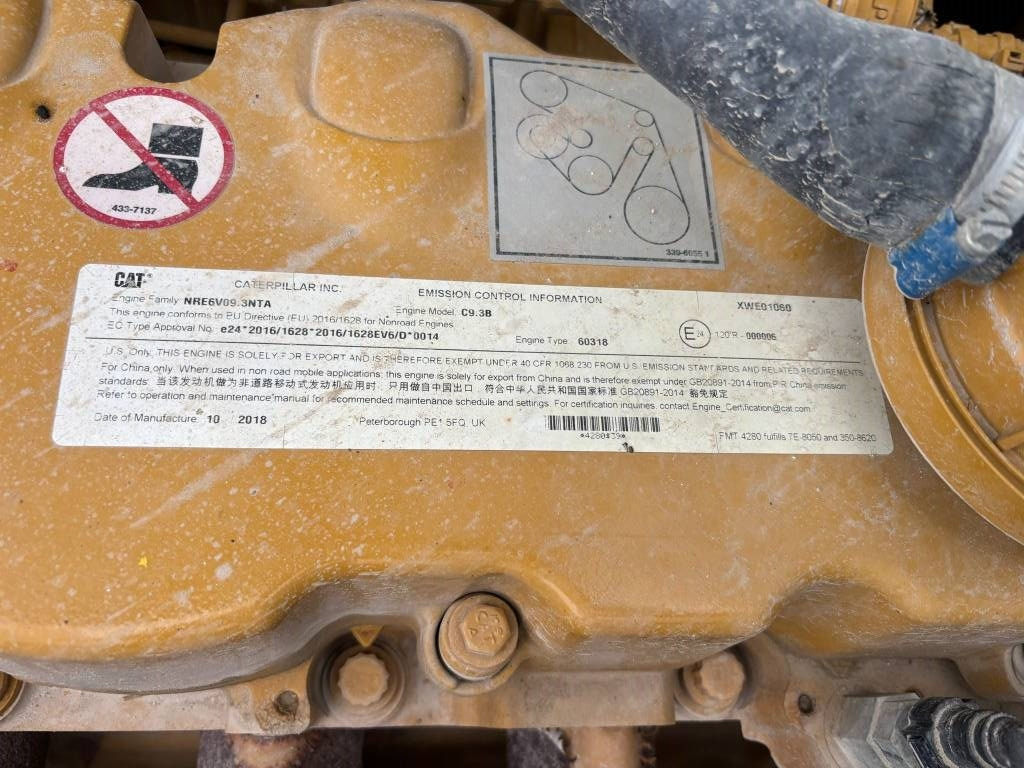 433-7137
CAT
CATERPILLAR INC.
EMISSION CONTROL INFORMATION
XWE01060
Engine Family NRE6V09.3NTA
Engine Model. C9.3B
This engine conforms to EU Directive (EU) 2016/1628 for Nonroad Engines
EC Type Approval No. e24*2016/1628*2016/1628EV6/D*0014
Engine Type 60318
E 24
120 R - 000006
U.S. Only: THIS ENGINE IS SOLELY FOR EXPORT AND IS THEREFORE EXEMPT UNDER 40 CFR 1068.230 FROM U.S. EMISSION STANDARDS AND RELATED REQUIREMENTS
For China only. When used in non road mobile applications: this engine is solely for export from China and is therefore exempt under GB20891-2014 from P.R. China emission
standards: 当该发动机做为非道路移动式发动机应用时 只用做自中国出口 符合中华人民共和国国家标准 GB20891-2014 豁免规定
Refer to operation and maintenance manual for recommended maintenance schedule and settings. For certification inquiries, contact Engine_Certification@cat.com
Date of Manufacture: 10 2018
Peterborough PE1 5FQ, UK
FMT 4280 fulfills 7E-8050 and 350-8620